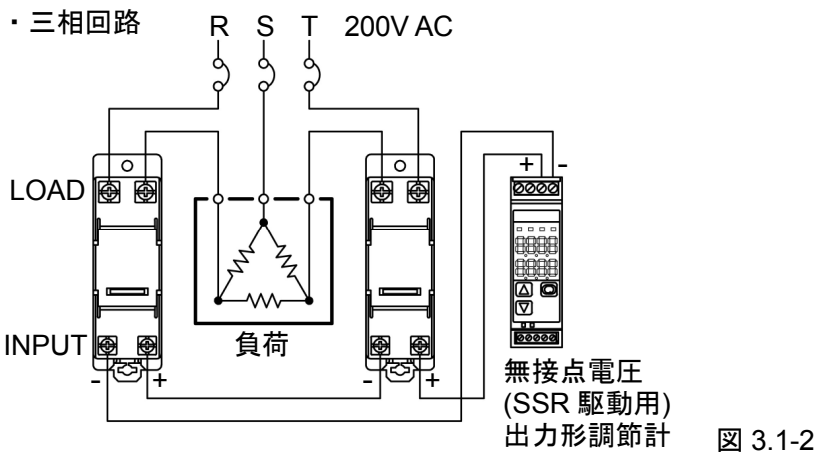 ・三相回路
R S T 200V AC
LOAD
+ -
INPUT
- +
- +
負荷
無接点電圧
(SSR 駆動用)
出力形調節計
図 3.1-2